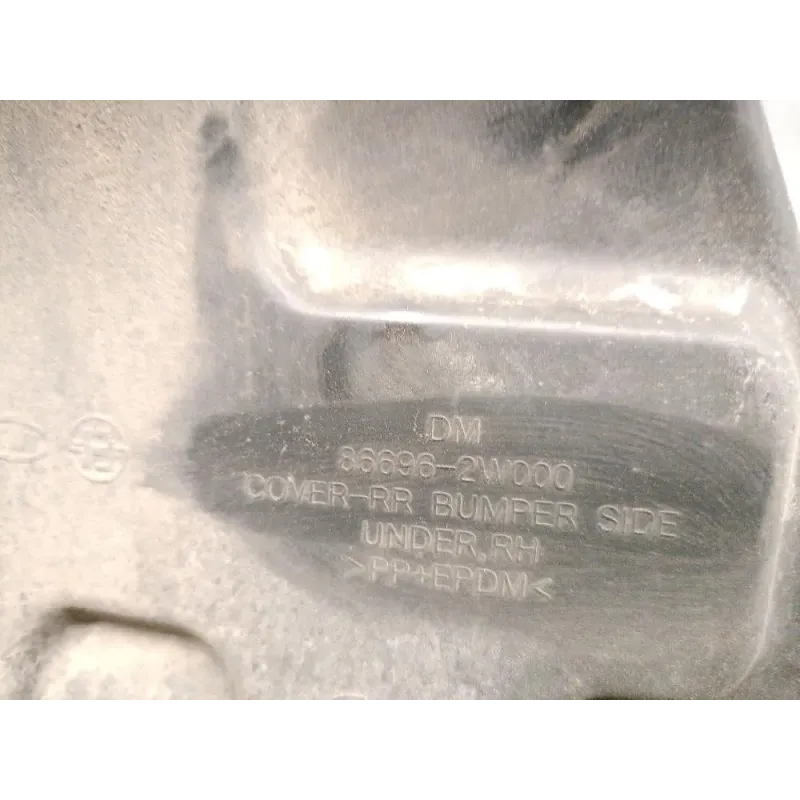 DM
86696-2W000
COVER-RR BUMPER SIDE
UNDER,RH
>PP+EPDM<